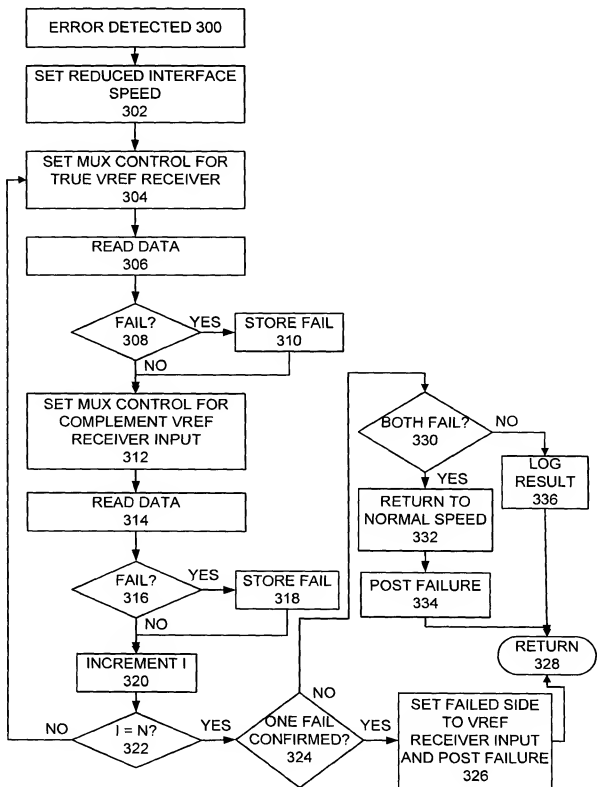 ERROR DETECTED 300
SET REDUCED INTERFACE
SPEED
302
SET MUX CONTROL FOR
TRUE VREF RECEIVER
304
READ DATA
306
FAIL?
308
YES
STORE FAIL
310
NO
SET MUX CONTROL FOR
COMPLEMENT VREF
RECEIVER INPUT
312
READ DATA
314
FAIL?
316
YES
STORE FAIL
318
NO
INCREMENT I
320
I = N?
322
NO
YES
ONE FAIL
CONFIRMED?
324
NO
YES
SET FAILED SIDE
TO VREF
RECEIVER INPUT
AND POST FAILURE
326
BOTH FAIL?
330
NO
YES
LOG
RESULT
336
RETURN TO
NORMAL SPEED
332
POST FAILURE
334
RETURN
328